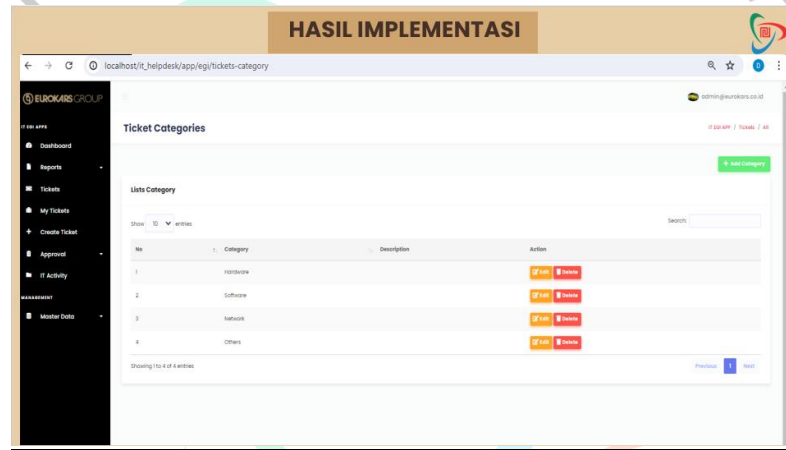 HASIL IMPLEMENTASI
localhost/it_helpdesk/app/egi/tickets-category
D
EUROKARS GROUP
admin@eurokars.co.id
IT EGI APPS
Ticket Categories
IT EGI APP / Tickets / All
Dashboard
Reports
+ Add Category
Tickets
Lists Category
My Tickets
Create Ticket
Show 10 entries
Search:
Approval
No Category Description Action
IT Activity
1 Hardware Edit Delete
MANAGEMENT
2 Software Edit Delete
Master Data
3 Network Edit Delete
4 Others Edit Delete
Showing 1 to 4 of 4 entries
Previous 1 Next